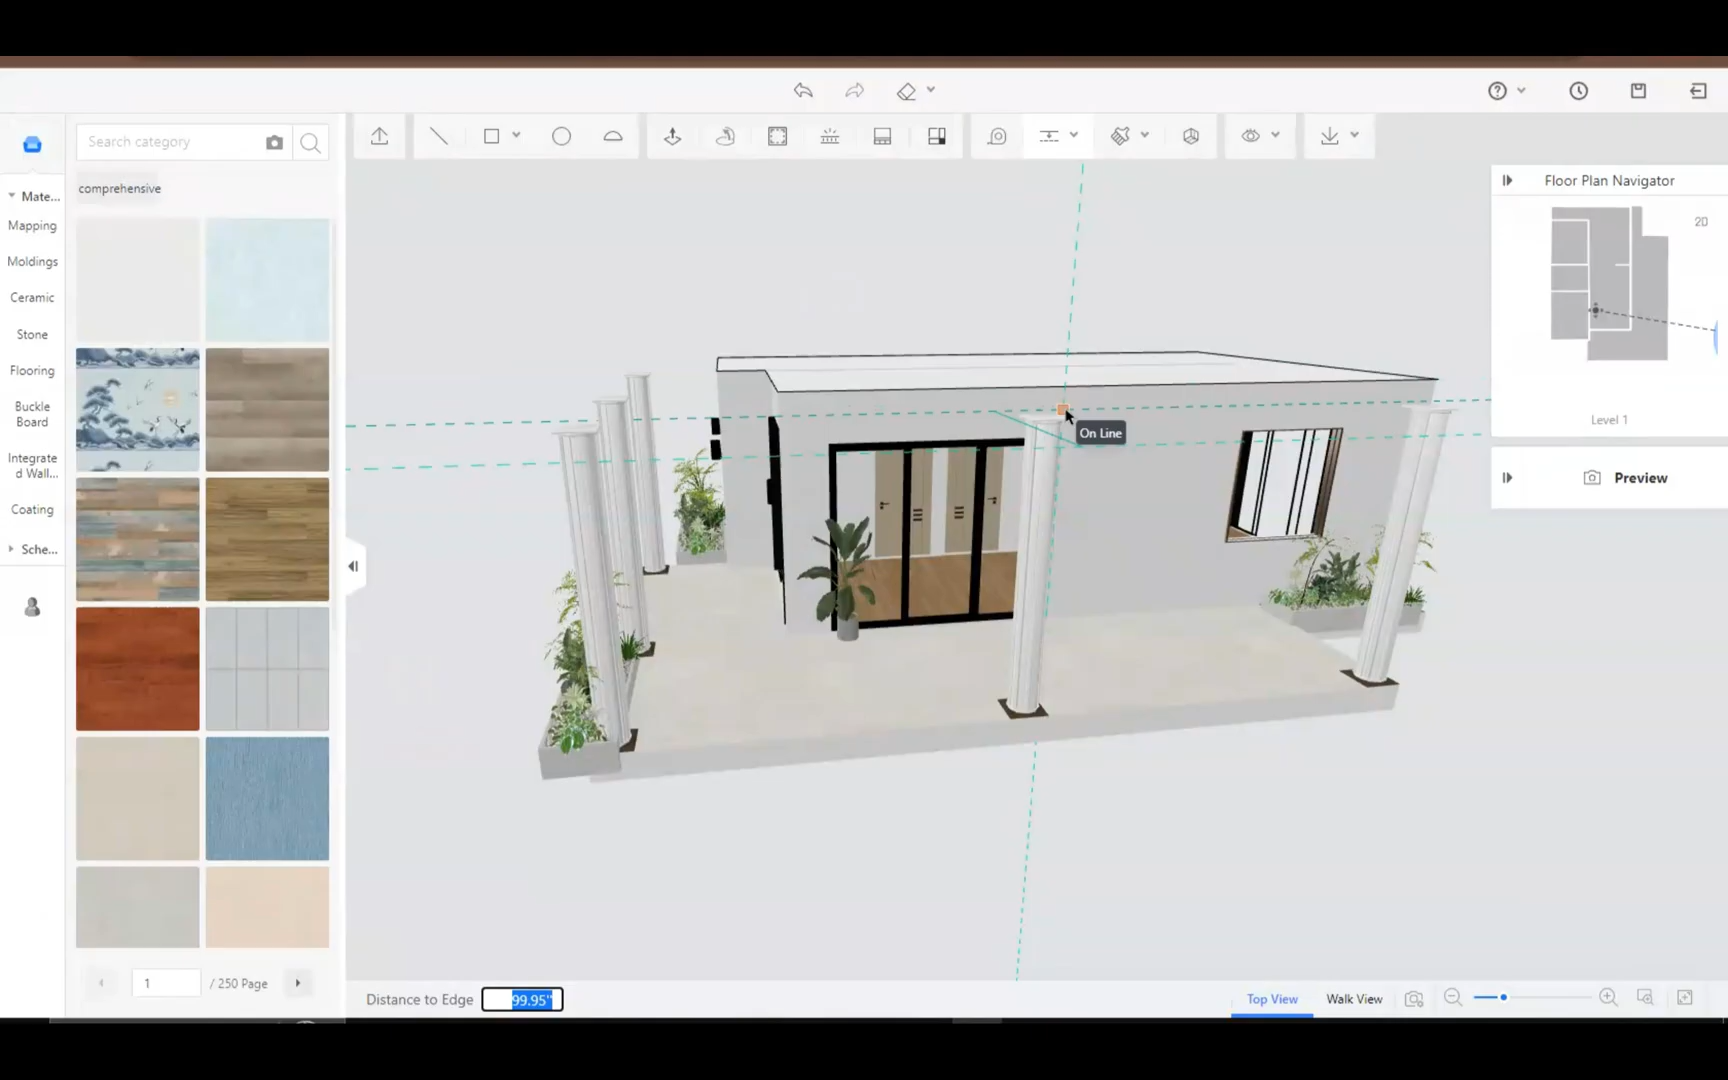 Search category
comprehensive
Mate...
Mapping
Moldings
Ceramic
Stone
Flooring
Buckle
Board
Integrate
d Wall...
Coating
Sche...
1
/ 250 Page
On Line
Floor Plan Navigator
2D
Level 1
Preview
Distance to Edge
99.95"
Top View
Walk View